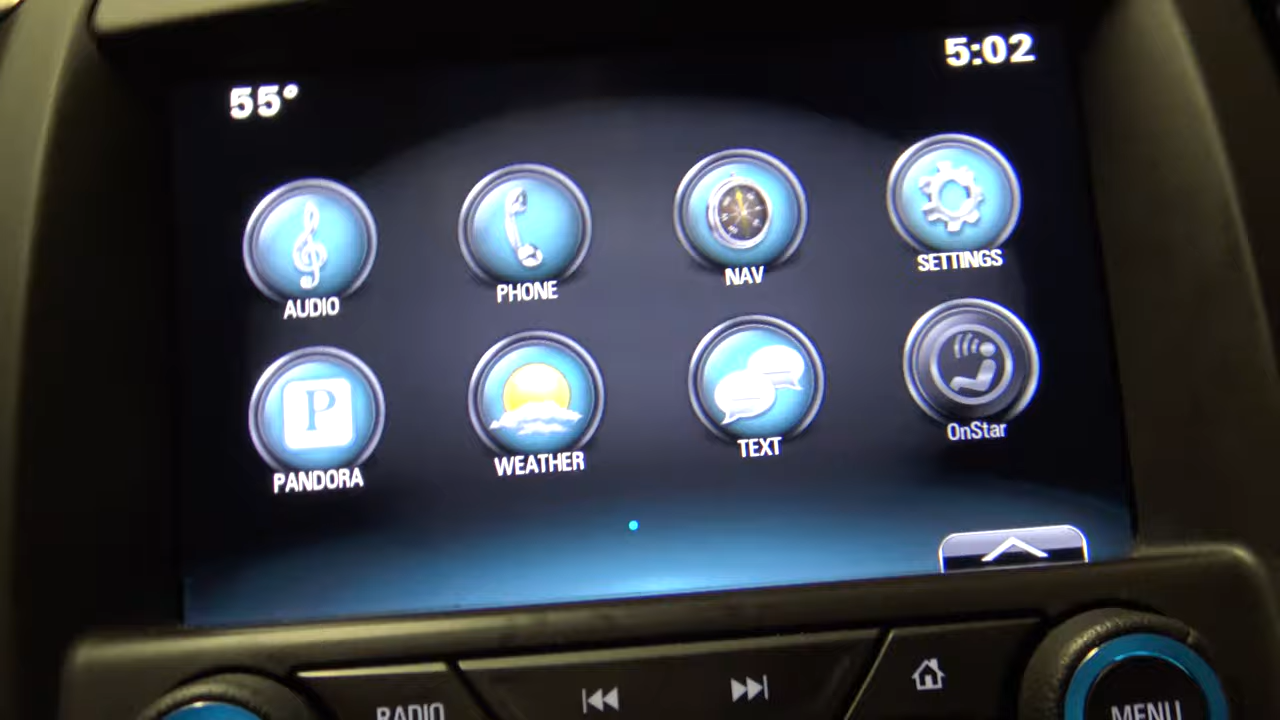 55°
5:02
AUDIO
PHONE
NAV
SETTINGS
P
PANDORA
WEATHER
TEXT
OnStar
RADIO
MENU